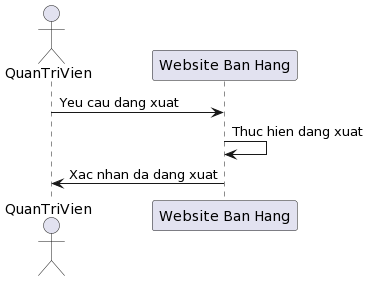 QuanTriVien
Website Ban Hang
Yeu cau dang xuat
Thuc hien dang xuat
Xac nhan da dang xuat
QuanTriVien
Website Ban Hang